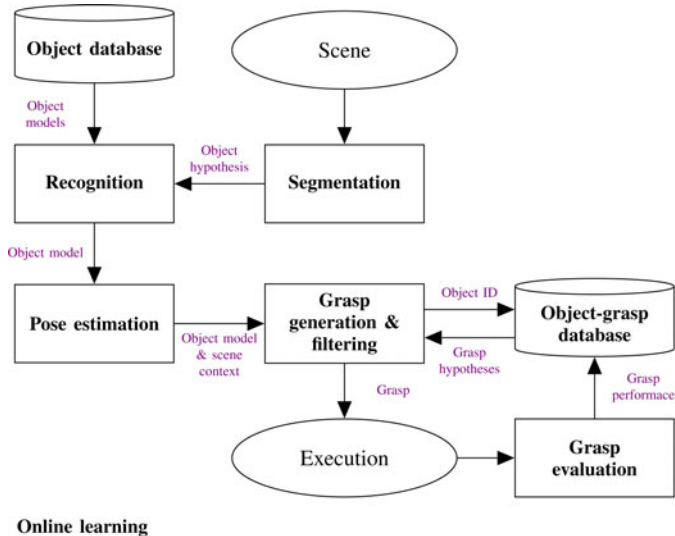 Object database
Scene
Object
models
Object
hypothesis
Recognition
Segmentation
Object model
Pose estimation
Object model
& scene
context
Grasp
generation &
filtering
Object ID
Grasp
hypotheses
Object-grasp
database
Grasp
Grasp
performace
Execution
Grasp
evaluation
Online learning